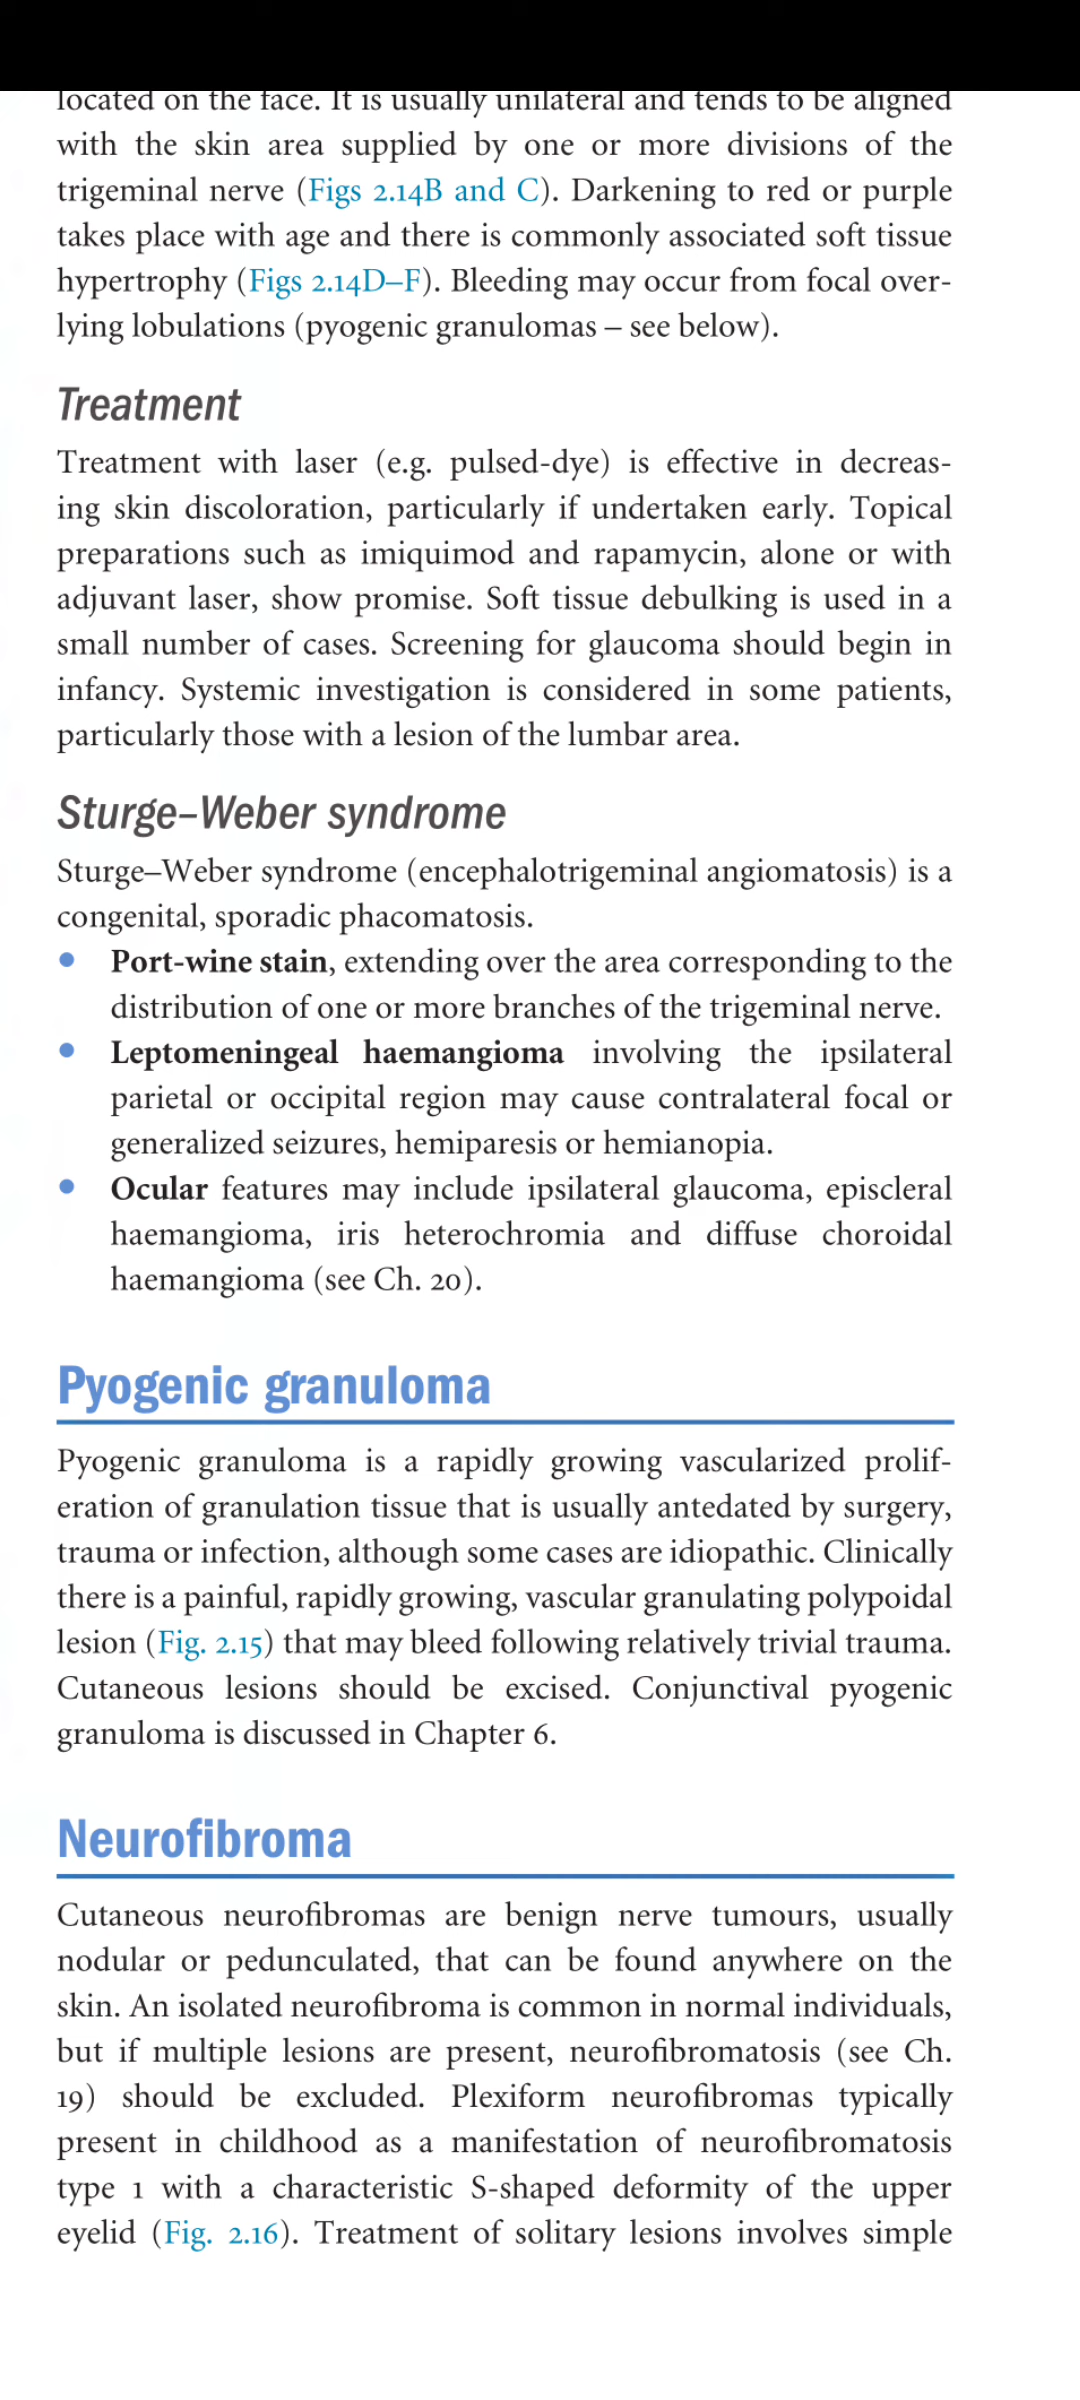 located on the face. It is usually unilateral and tends to be aligned
with the skin area supplied by one or more divisions of the
trigeminal nerve (Figs 2.14B and C). Darkening to red or purple
takes place with age and there is commonly associated soft tissue
hypertrophy (Figs 2.14D–F). Bleeding may occur from focal over-
lying lobulations (pyogenic granulomas – see below).
Treatment
Treatment with laser (e.g. pulsed-dye) is effective in decreas-
ing skin discoloration, particularly if undertaken early. Topical
preparations such as imiquimod and rapamycin, alone or with
adjuvant laser, show promise. Soft tissue debulking is used in a
small number of cases. Screening for glaucoma should begin in
infancy. Systemic investigation is considered in some patients,
particularly those with a lesion of the lumbar area.
Sturge–Weber syndrome
Sturge–Weber syndrome (encephalotrigeminal angiomatosis) is a
congenital, sporadic phacomatosis.
• Port-wine stain, extending over the area corresponding to the
distribution of one or more branches of the trigeminal nerve.
• Leptomeningeal haemangioma involving the ipsilateral
parietal or occipital region may cause contralateral focal or
generalized seizures, hemiparesis or hemianopia.
• Ocular features may include ipsilateral glaucoma, episcleral
haemangioma, iris heterochromia and diffuse choroidal
haemangioma (see Ch. 20).
Pyogenic granuloma
Pyogenic granuloma is a rapidly growing vascularized prolif-
eration of granulation tissue that is usually antedated by surgery,
trauma or infection, although some cases are idiopathic. Clinically
there is a painful, rapidly growing, vascular granulating polypoidal
lesion (Fig. 2.15) that may bleed following relatively trivial trauma.
Cutaneous lesions should be excised. Conjunctival pyogenic
granuloma is discussed in Chapter 6.
Neurofibroma
Cutaneous neurofibromas are benign nerve tumours, usually
nodular or pedunculated, that can be found anywhere on the
skin. An isolated neurofibroma is common in normal individuals,
but if multiple lesions are present, neurofibromatosis (see Ch.
19) should be excluded. Plexiform neurofibromas typically
present in childhood as a manifestation of neurofibromatosis
type 1 with a characteristic S-shaped deformity of the upper
eyelid (Fig. 2.16). Treatment of solitary lesions involves simple